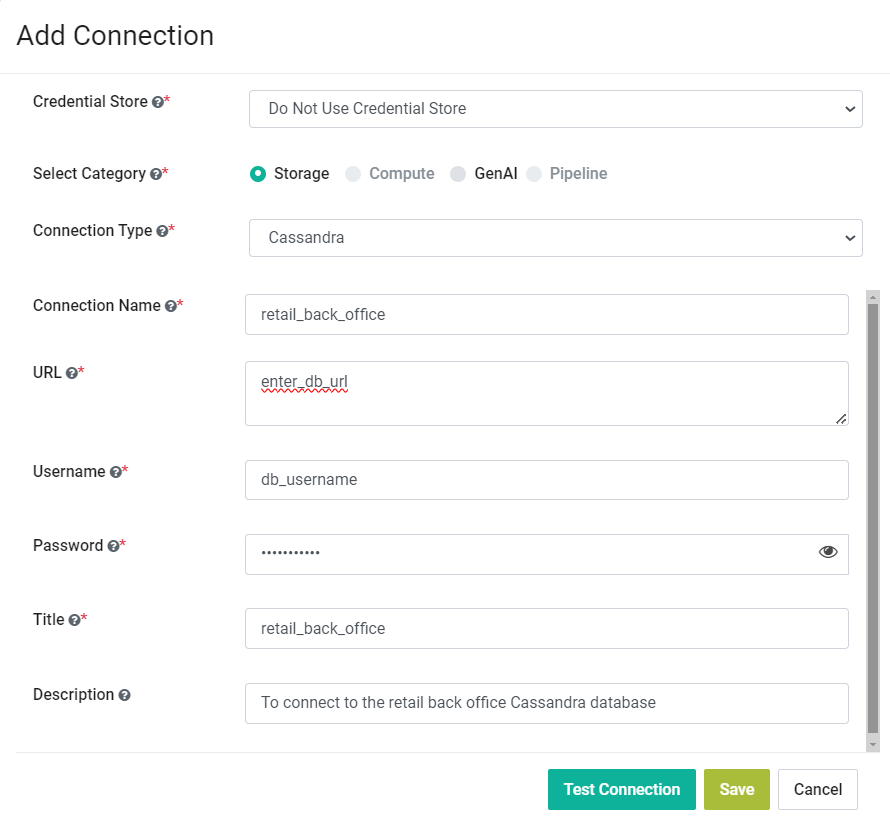 Add Connection
Credential Store ?* Do Not Use Credential Store
Select Category ?* Storage Compute GenAI Pipeline
Connection Type ?* Cassandra
Connection Name ?* retail_back_office
URL ?* enter_db_url
Username ?* db_username
Password ?* •••••••••••
Title ?* retail_back_office
Description ? To connect to the retail back office Cassandra database
Test Connection Save Cancel